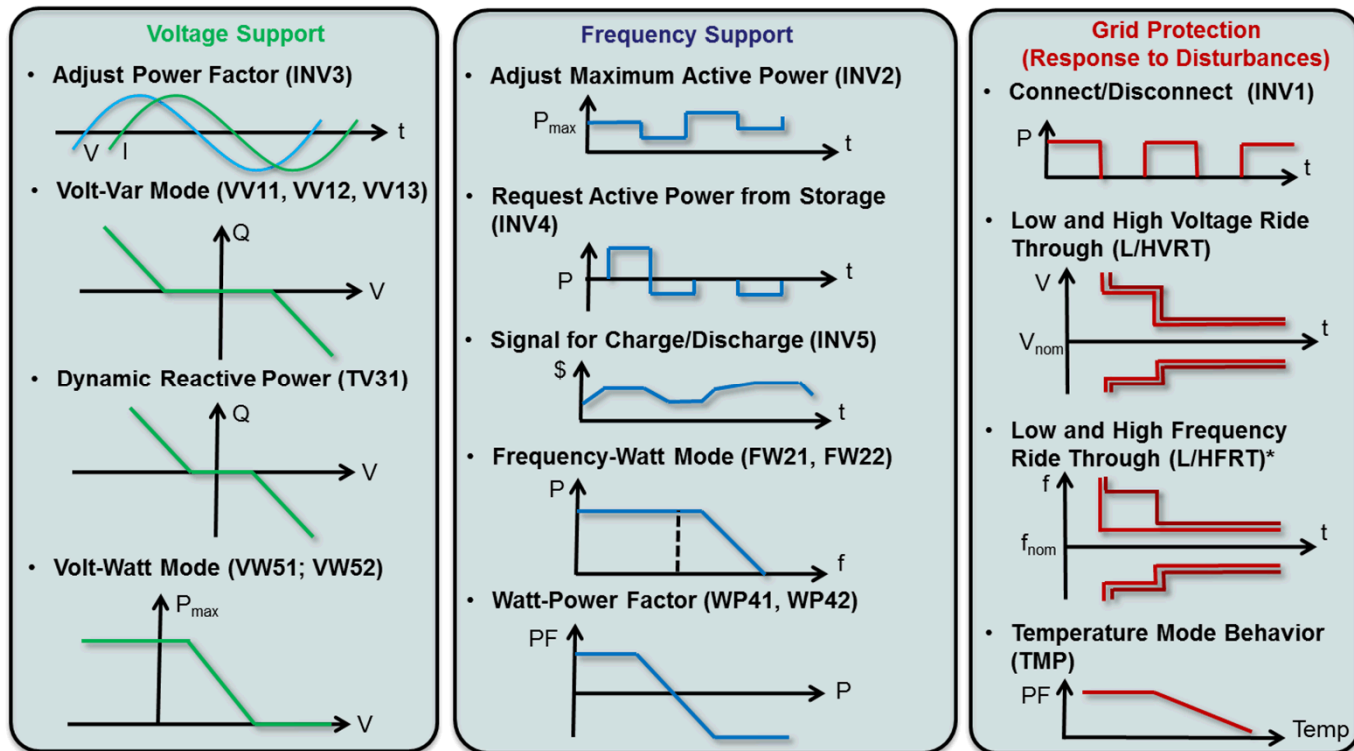 Voltage Support
• Adjust Power Factor (INV3)
V
I
t
• Volt-Var Mode (VV11, VV12, VV13)
Q
V
• Dynamic Reactive Power (TV31)
Q
V
• Volt-Watt Mode (VW51; VW52)
Pmax
V
Frequency Support
• Adjust Maximum Active Power (INV2)
Pmax
t
• Request Active Power from Storage
(INV4)
P
t
• Signal for Charge/Discharge (INV5)
$
t
• Frequency-Watt Mode (FW21, FW22)
P
f
• Watt-Power Factor (WP41, WP42)
PF
P
Grid Protection
(Response to Disturbances)
• Connect/Disconnect (INV1)
P
t
• Low and High Voltage Ride
Through (L/HVRT)
V
t
Vnom
• Low and High Frequency
Ride Through (L/HFRT)*
f
t
fnom
• Temperature Mode Behavior
(TMP)
PF
Temp